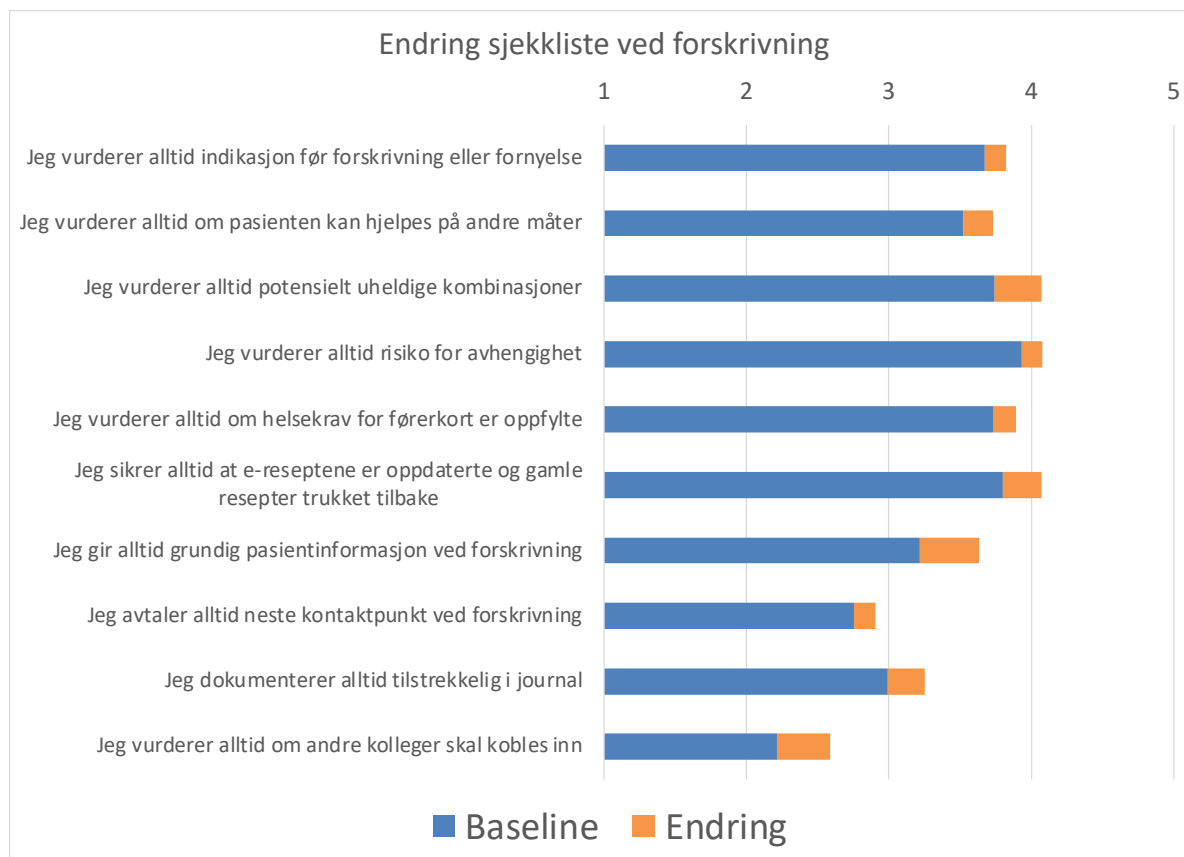 Endring sjekkliste ved forskrivning
1 2 3 4 5
Jeg vurderer alltid indikasjon før forskrivning eller fornyelse
Jeg vurderer alltid om pasienten kan hjelpes på andre måter
Jeg vurderer alltid potensielt uheldige kombinasjoner
Jeg vurderer alltid risiko for avhengighet
Jeg vurderer alltid om helsekrav for førerkort er oppfylte
Jeg sikrer alltid at e-reseptene er oppdaterte og gamle
resepter trukket tilbake
Jeg gir alltid grundig pasientinformasjon ved forskrivning
Jeg avtaler alltid neste kontaktpunkt ved forskrivning
Jeg dokumenterer alltid tilstrekkelig i journal
Jeg vurderer alltid om andre kolleger skal kobles inn
Baseline Endring